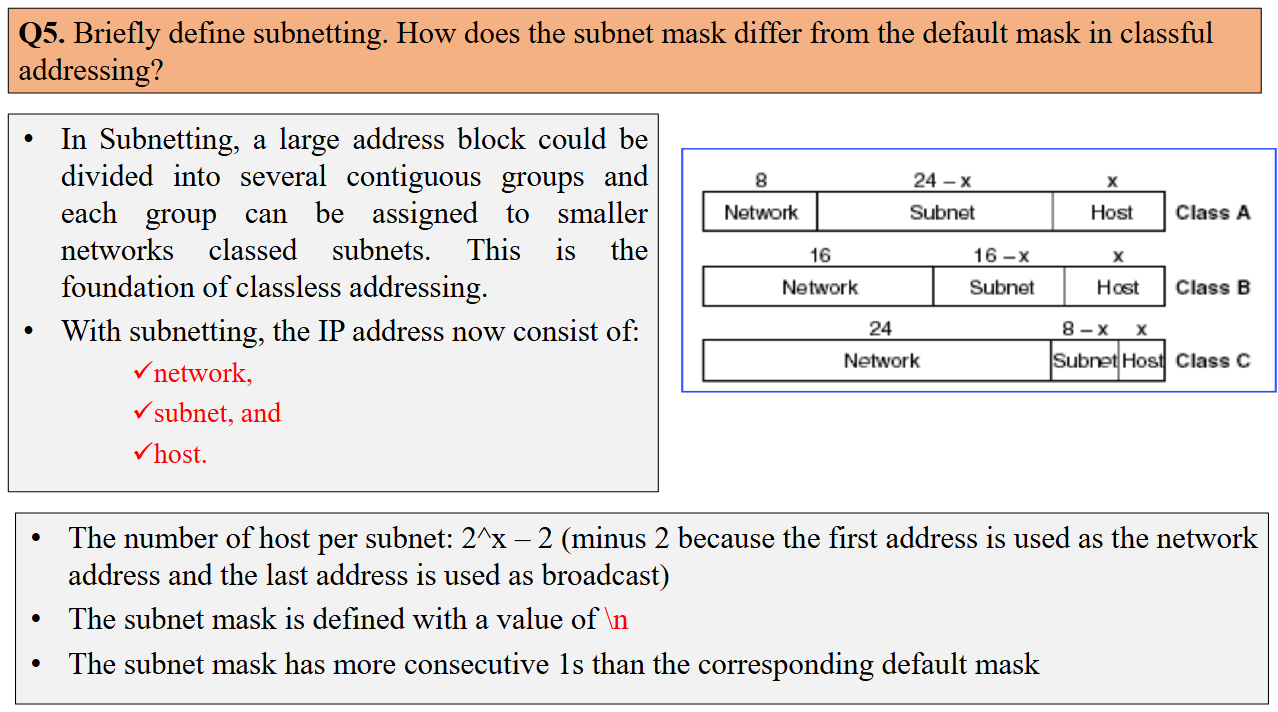 Q5. Briefly define subnetting. How does the subnet mask differ from the default mask in classful
addressing?
• In Subnetting, a large address block could be
divided into several contiguous groups and
each group can be assigned to smaller
networks classed subnets. This is the
foundation of classless addressing.
• With subnetting, the IP address now consist of:
✓network,
✓subnet, and
✓host.
8 24 – x x
Network Subnet Host Class A
16 16 – x x
Network Subnet Host Class B
24 8 – x x
Network Subnet Host Class C
• The number of host per subnet: 2^x – 2 (minus 2 because the first address is used as the network
address and the last address is used as broadcast)
• The subnet mask is defined with a value of \n
• The subnet mask has more consecutive 1s than the corresponding default mask